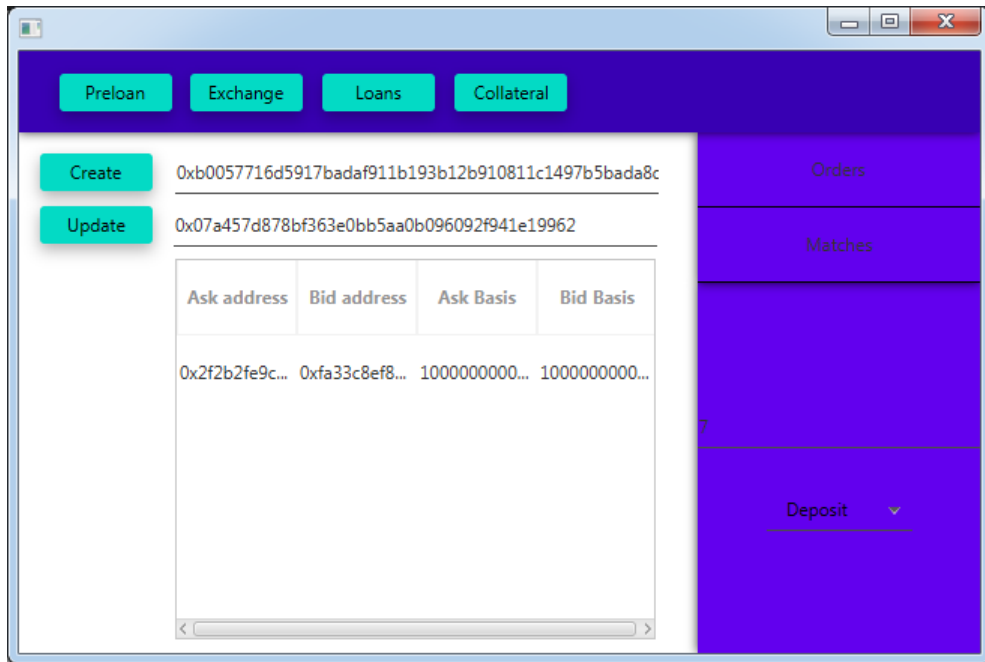 Preloan Exchange Loans Collateral
Create 0xb0057716d5917badaf911b193b12b910811c1497b5bada8c
Update 0x07a457d878bf363e0bb5aa0b096092f941e19962
Ask address Bid address Ask Basis Bid Basis
0x2f2b2fe9c... 0xfa33c8ef8... 1000000000... 1000000000...
Orders
Matches
7
Deposit